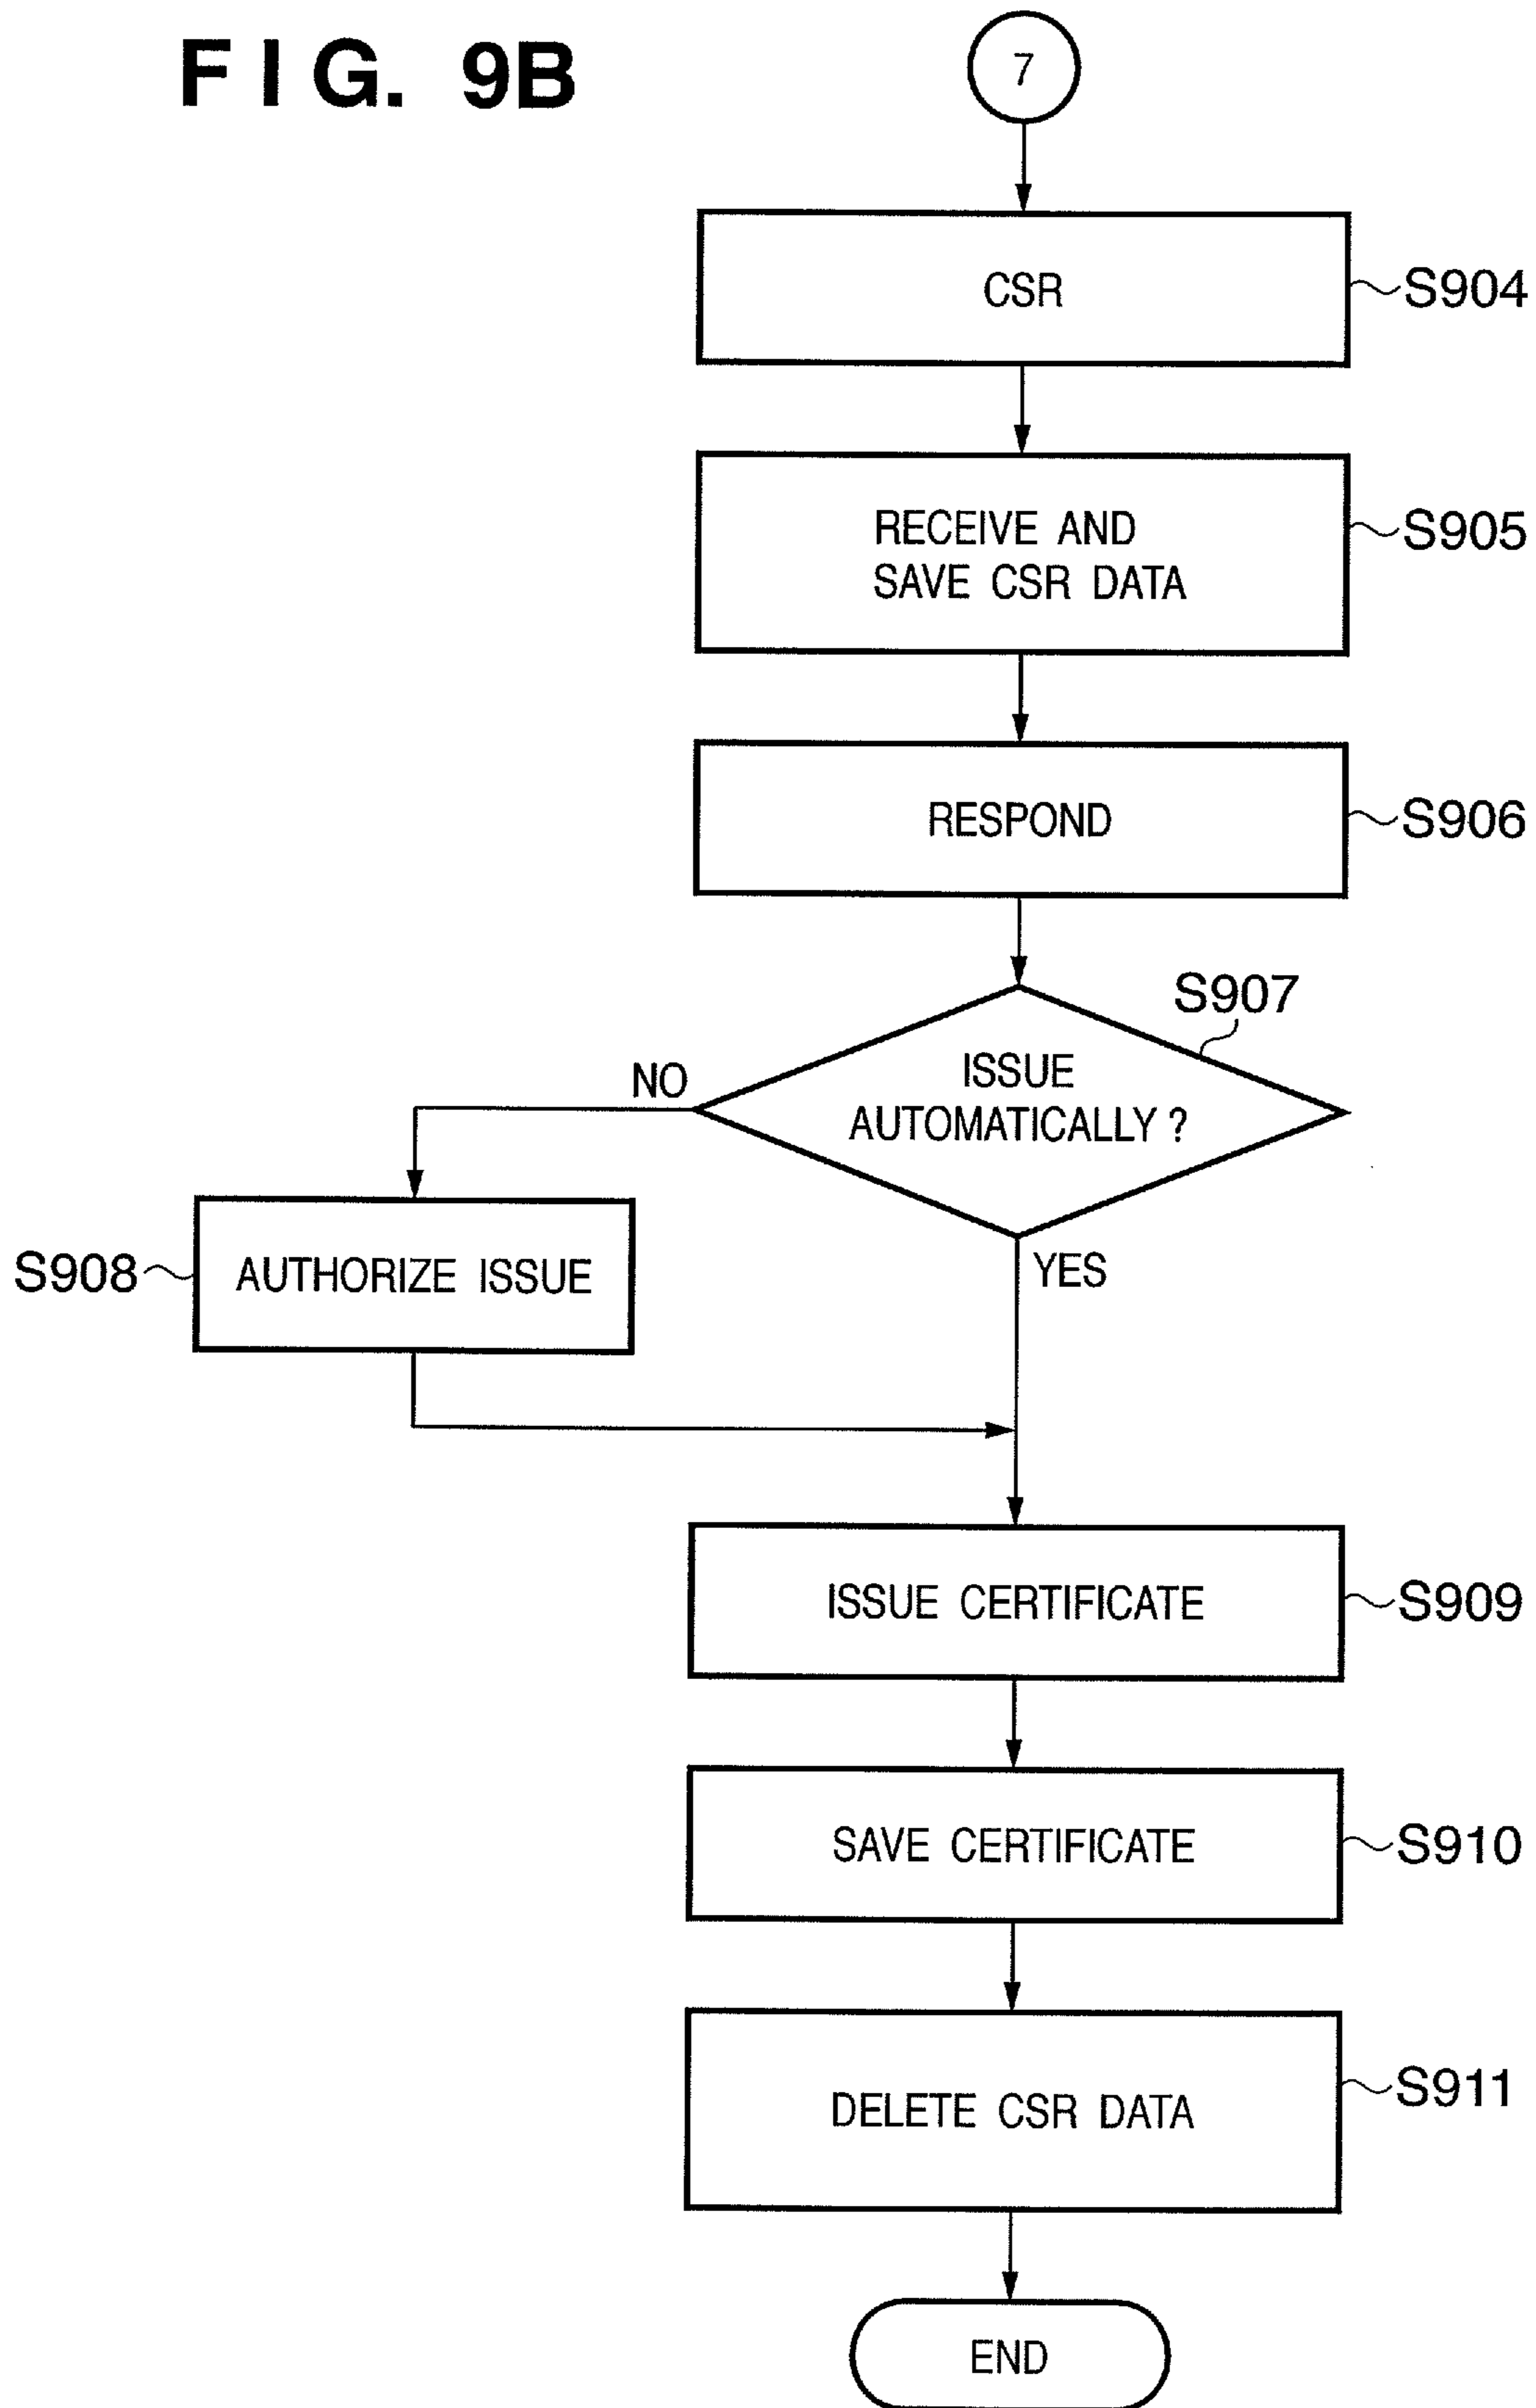 FIG. 9B
7
CSR
S904
RECEIVE AND
SAVE CSR DATA
S905
RESPOND
S906
S907
ISSUE
AUTOMATICALLY ?
NO
YES
S908
AUTHORIZE ISSUE
ISSUE CERTIFICATE
S909
SAVE CERTIFICATE
S910
DELETE CSR DATA
S911
END